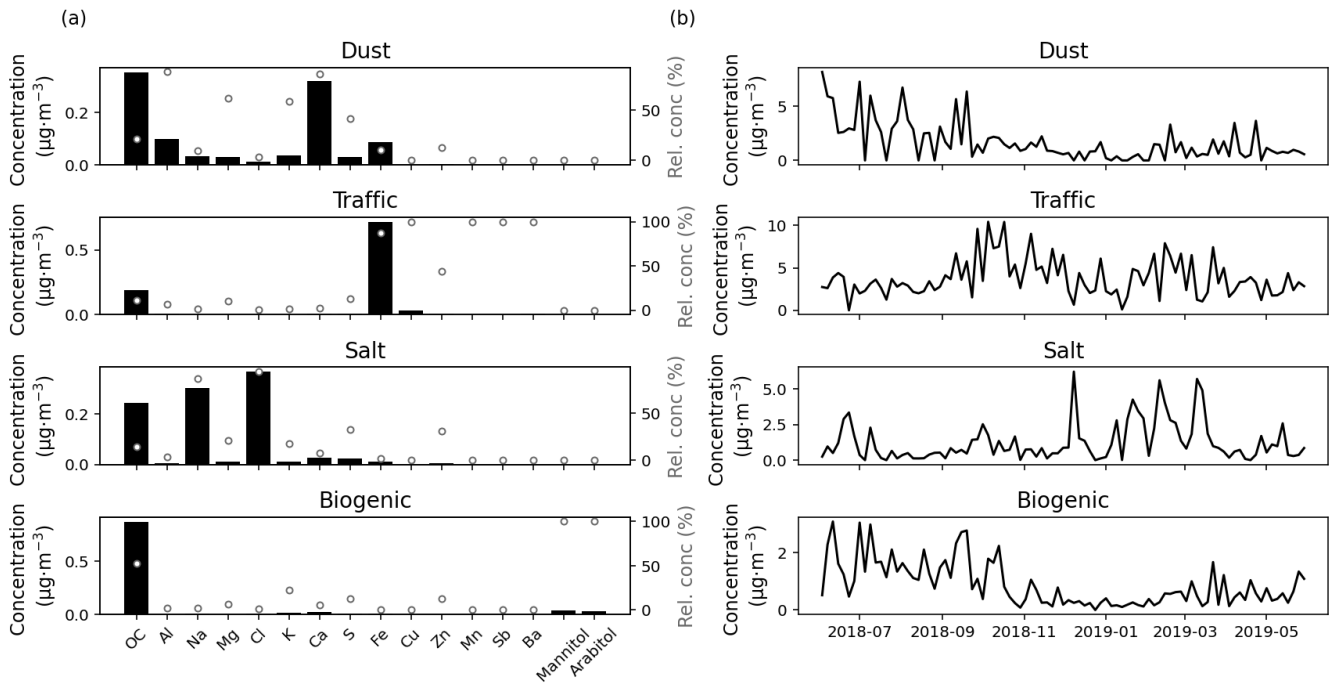 (a)
(b)
Dust
Dust
Concentration
(μg·m⁻³)
0.2
0.0
50
0
Rel. conc (%)
Concentration
(μg·m⁻³)
5
0
Traffic
Traffic
Concentration
(μg·m⁻³)
0.5
0.0
100
50
0
Rel. conc (%)
Concentration
(μg·m⁻³)
10
5
0
Salt
Salt
Concentration
(μg·m⁻³)
0.2
0.0
50
0
Rel. conc (%)
Concentration
(μg·m⁻³)
5.0
2.5
0.0
Biogenic
Biogenic
Concentration
(μg·m⁻³)
0.5
0.0
100
50
0
Rel. conc (%)
Concentration
(μg·m⁻³)
2
0
OC Al Na Mg Cl K Ca S Fe Cu Zn Mn Sb Ba Mannitol Arabitol
2018-07 2018-09 2018-11 2019-01 2019-03 2019-05